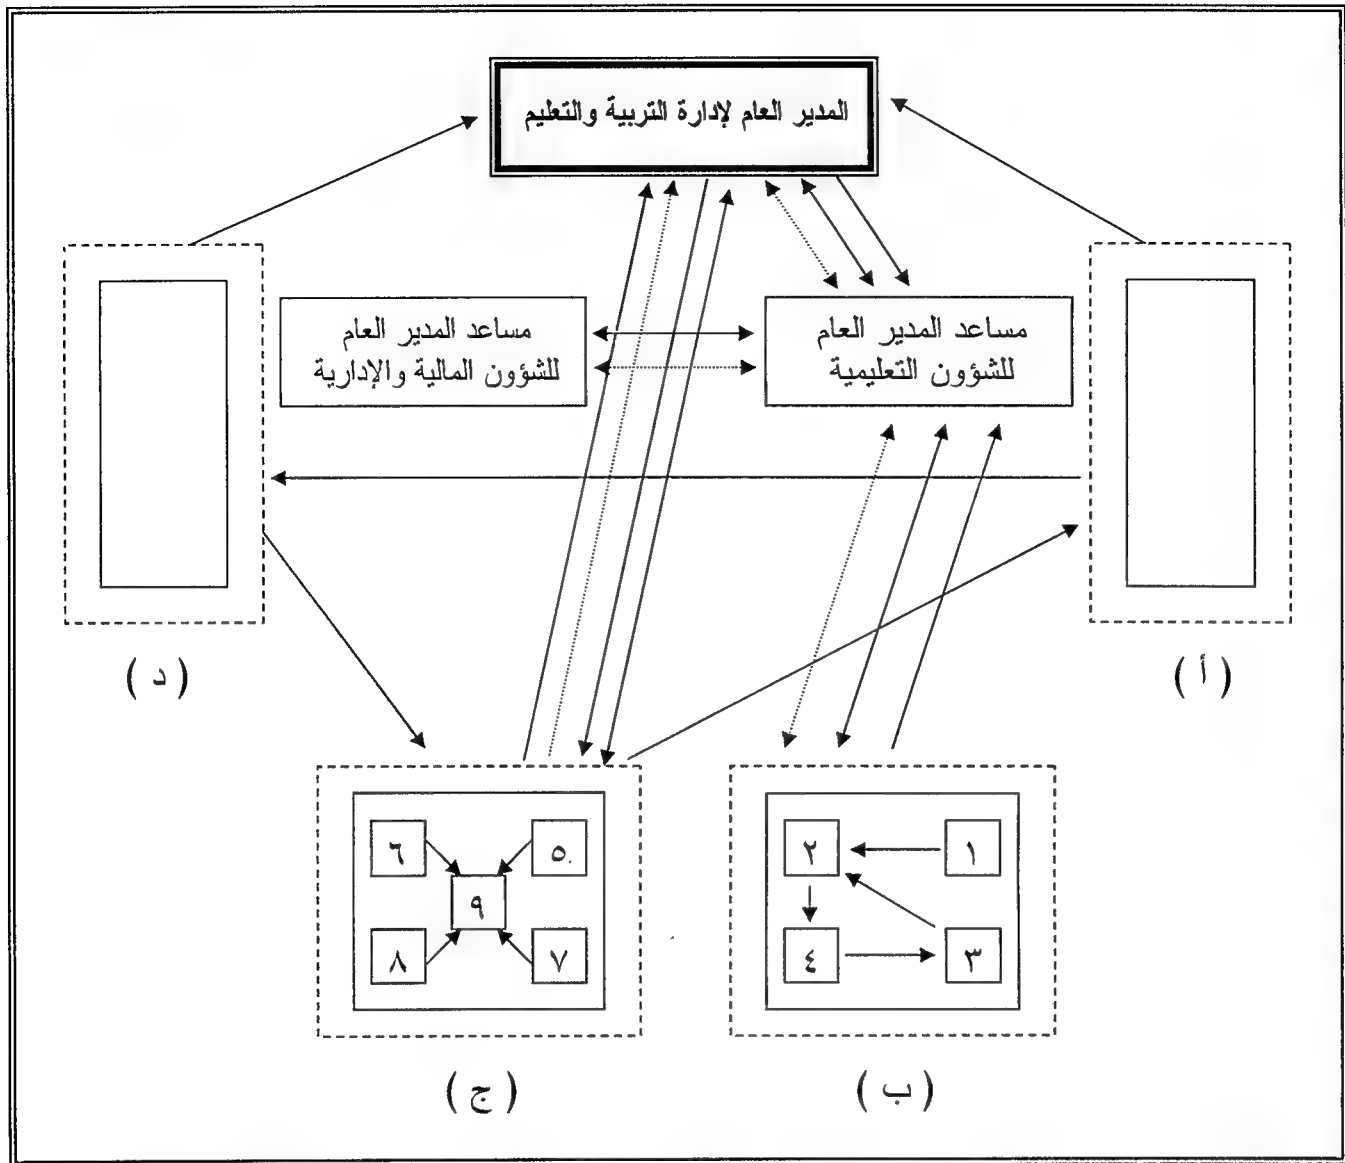 المدير العام لإدارة التربية والتعليم
مساعد المدير العام
للشؤون التعليمية
مساعد المدير العام
للشؤون المالية والإدارية
( أ )
( د )
١
٢
٣
٤
٥
٦
٩
٧
٨
( ب )
( ج )